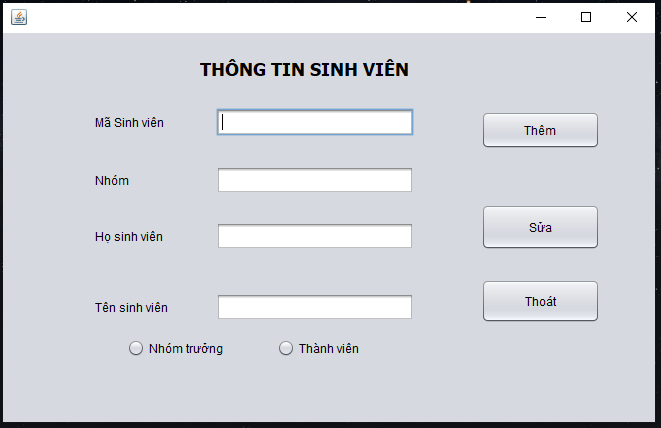 THÔNG TIN SINH VIÊN
Mã Sinh viên
Thêm
Nhóm
Sửa
Họ sinh viên
Tên sinh viên
Thoát
Nhóm trưởng
Thành viên